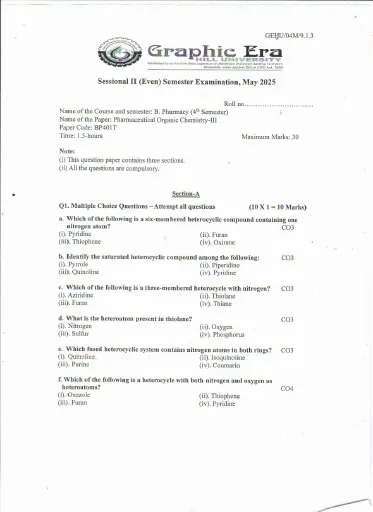 GEHU/04M/9.1.3
Graphic Era
HILL UNIVERSITY
Sessional II (Even) Semester Examination, May 2025
Roll no..............................
Name of the Course and semester: B. Pharmacy (4th Semester)
Name of the Paper: Pharmaceutical Organic Chemistry-III
Paper Code: BP401T
Time: 1.5-hours Maximum Marks: 30
Note:
(i) This question paper contains three sections.
(ii) All the questions are compulsory.
Section-A
Q1. Multiple Choice Questions – Attempt all questions (10 X 1 = 10 Marks)
a. Which of the following is a six-membered heterocyclic compound containing one
nitrogen atom? CO3
(i). Pyridine (ii). Furan
(iii). Thiophene (iv). Oxirane
b. Identify the saturated heterocyclic compound among the following: CO3
(i). Pyrrole (ii). Piperidine
(iii). Quinoline (iv). Pyridine
c. Which of the following is a three-membered heterocycle with nitrogen? CO3
(i). Aziridine (ii). Thiolane
(iii). Furan (iv). Thiane
d. What is the heteroatom present in thiolane? CO3
(i). Nitrogen (ii). Oxygen
(iii). Sulfur (iv). Phosphorus
e. Which fused heterocyclic system contains nitrogen atoms in both rings? CO3
(i). Quinoline (ii). Isoquinoline
(iii). Purine (iv). Coumarin
f. Which of the following is a heterocycle with both nitrogen and oxygen as
heteroatoms? CO4
(i). Oxazole (ii). Thiophene
(iii). Furan (iv). Pyridine